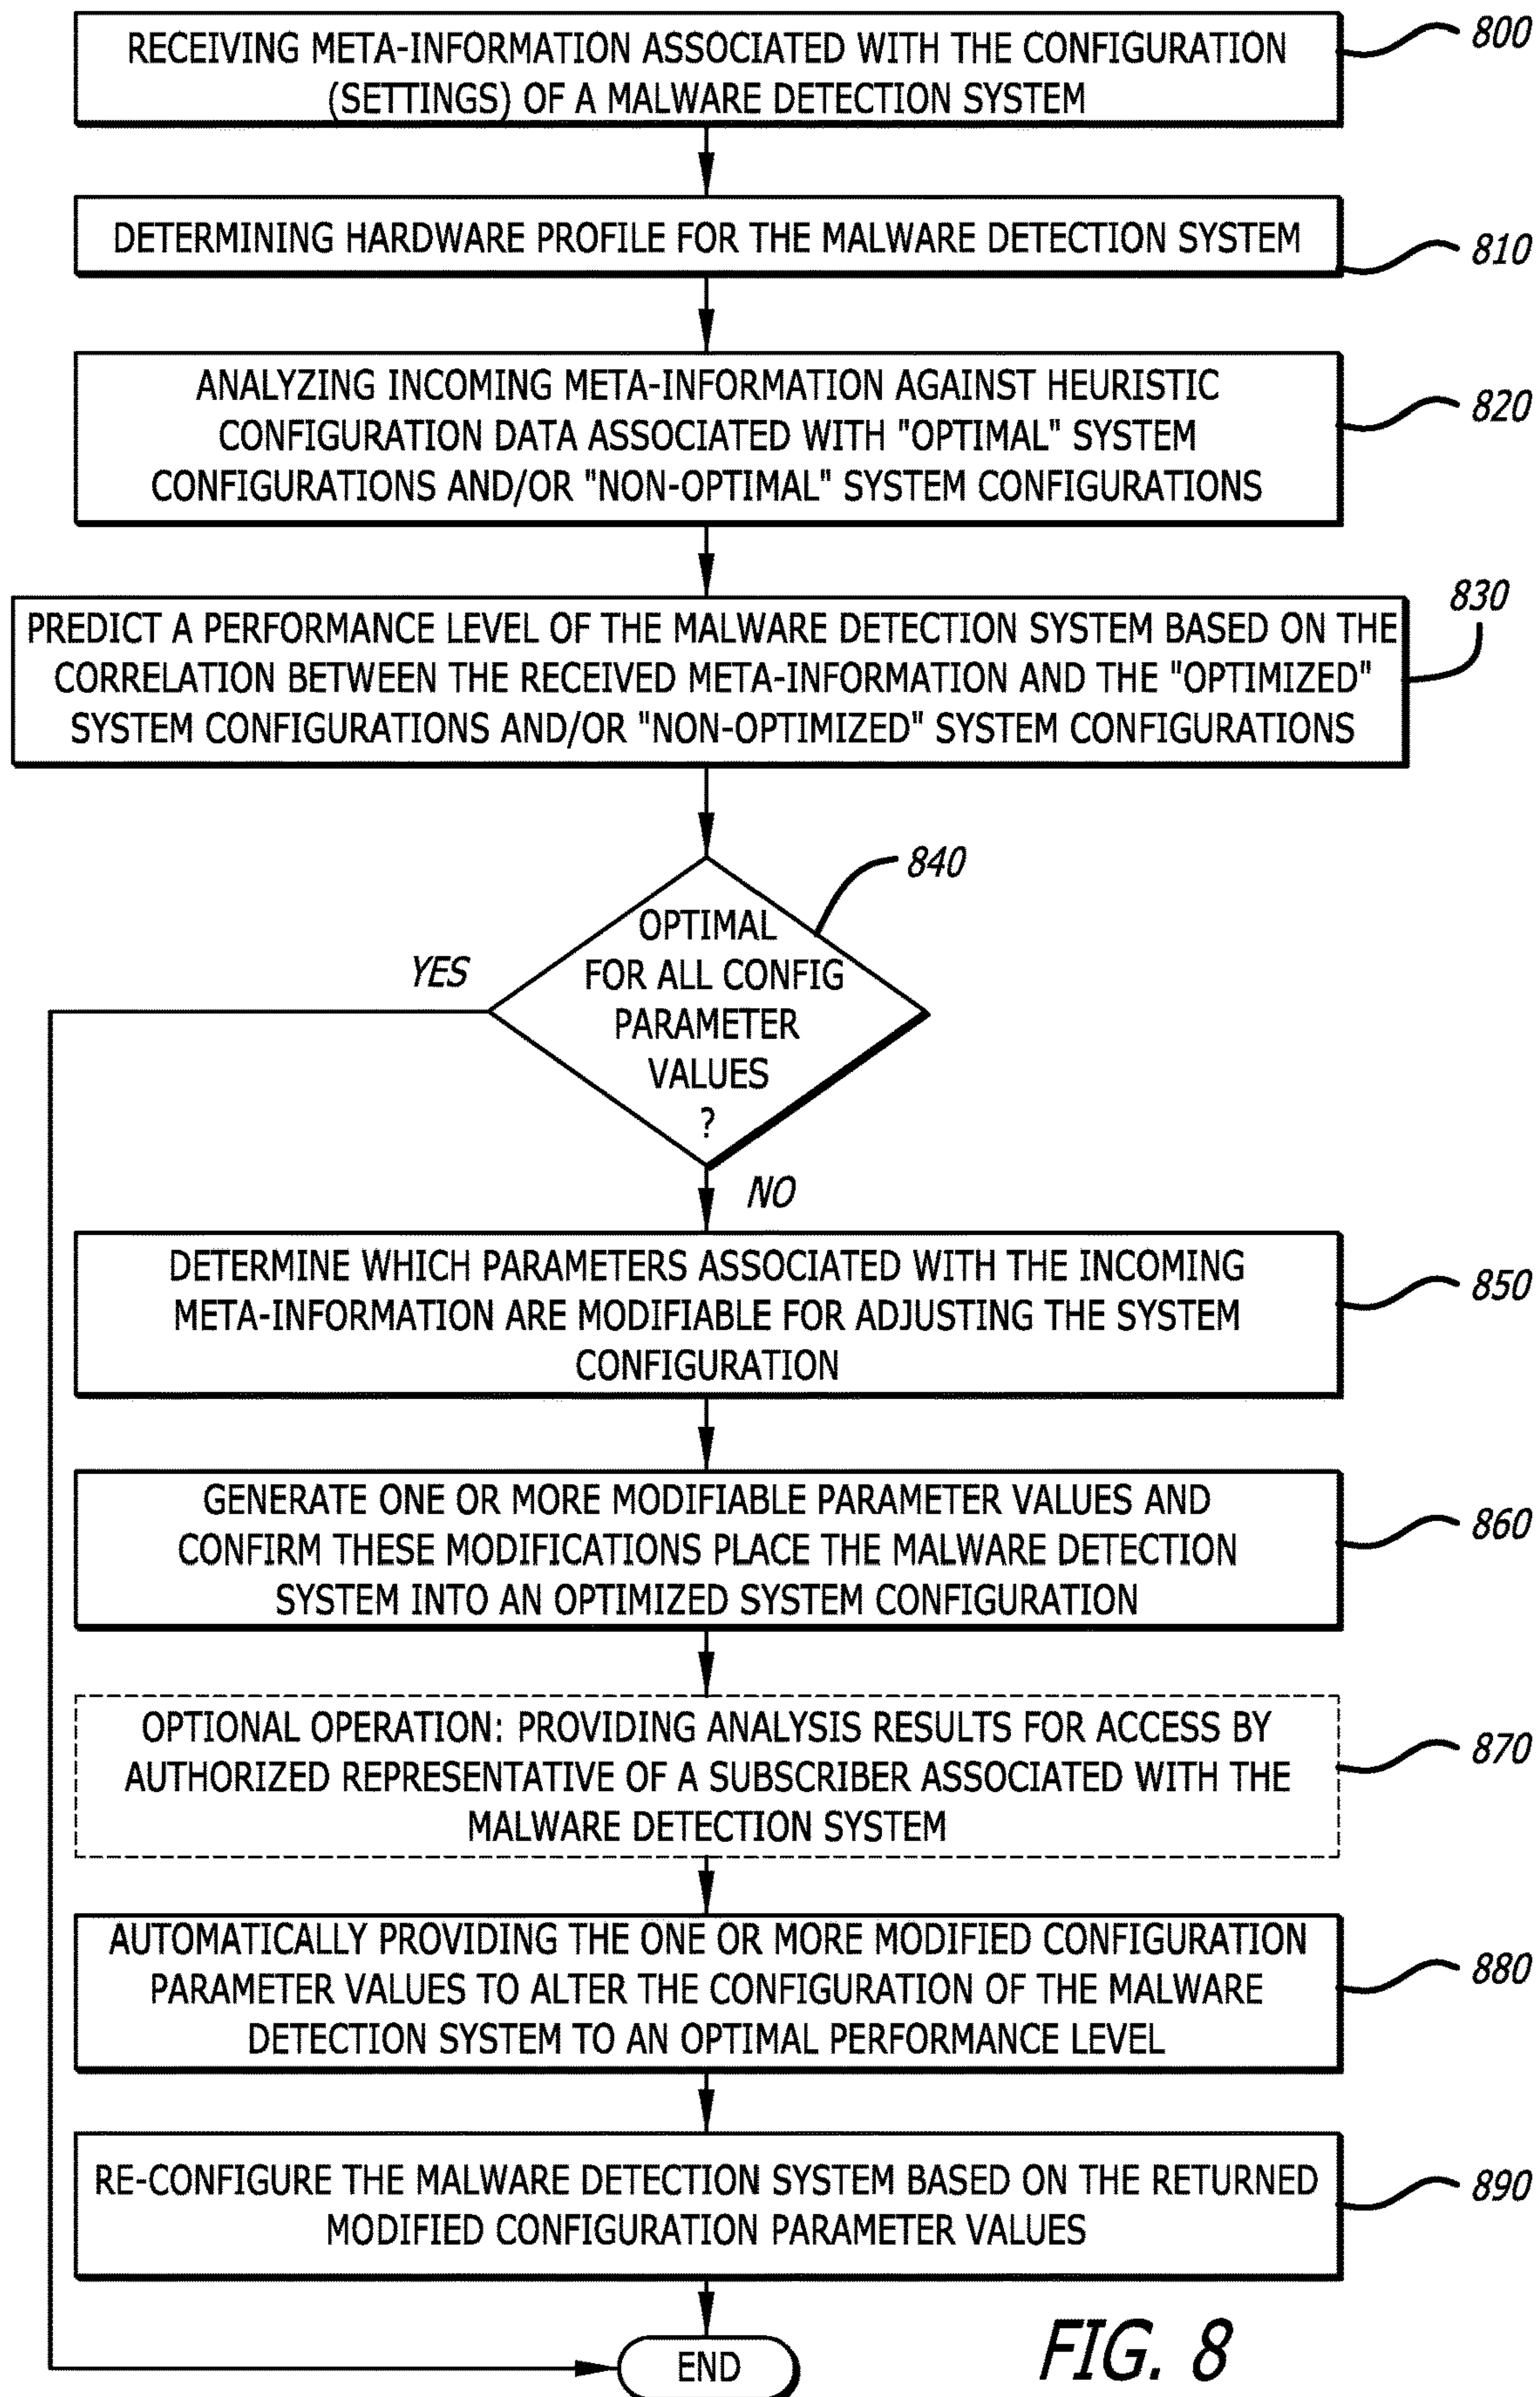 RECEIVING META-INFORMATION ASSOCIATED WITH THE CONFIGURATION
(SETTINGS) OF A MALWARE DETECTION SYSTEM
800
DETERMINING HARDWARE PROFILE FOR THE MALWARE DETECTION SYSTEM
810
ANALYZING INCOMING META-INFORMATION AGAINST HEURISTIC
CONFIGURATION DATA ASSOCIATED WITH "OPTIMAL" SYSTEM
CONFIGURATIONS AND/OR "NON-OPTIMAL" SYSTEM CONFIGURATIONS
820
PREDICT A PERFORMANCE LEVEL OF THE MALWARE DETECTION SYSTEM BASED ON THE
CORRELATION BETWEEN THE RECEIVED META-INFORMATION AND THE "OPTIMIZED"
SYSTEM CONFIGURATIONS AND/OR "NON-OPTIMIZED" SYSTEM CONFIGURATIONS
830
OPTIMAL
FOR ALL CONFIG
PARAMETER
VALUES
?
840
YES
NO
DETERMINE WHICH PARAMETERS ASSOCIATED WITH THE INCOMING
META-INFORMATION ARE MODIFIABLE FOR ADJUSTING THE SYSTEM
CONFIGURATION
850
GENERATE ONE OR MORE MODIFIABLE PARAMETER VALUES AND
CONFIRM THESE MODIFICATIONS PLACE THE MALWARE DETECTION
SYSTEM INTO AN OPTIMIZED SYSTEM CONFIGURATION
860
OPTIONAL OPERATION: PROVIDING ANALYSIS RESULTS FOR ACCESS BY
AUTHORIZED REPRESENTATIVE OF A SUBSCRIBER ASSOCIATED WITH THE
MALWARE DETECTION SYSTEM
870
AUTOMATICALLY PROVIDING THE ONE OR MORE MODIFIED CONFIGURATION
PARAMETER VALUES TO ALTER THE CONFIGURATION OF THE MALWARE
DETECTION SYSTEM TO AN OPTIMAL PERFORMANCE LEVEL
880
RE-CONFIGURE THE MALWARE DETECTION SYSTEM BASED ON THE RETURNED
MODIFIED CONFIGURATION PARAMETER VALUES
890
END
FIG. 8